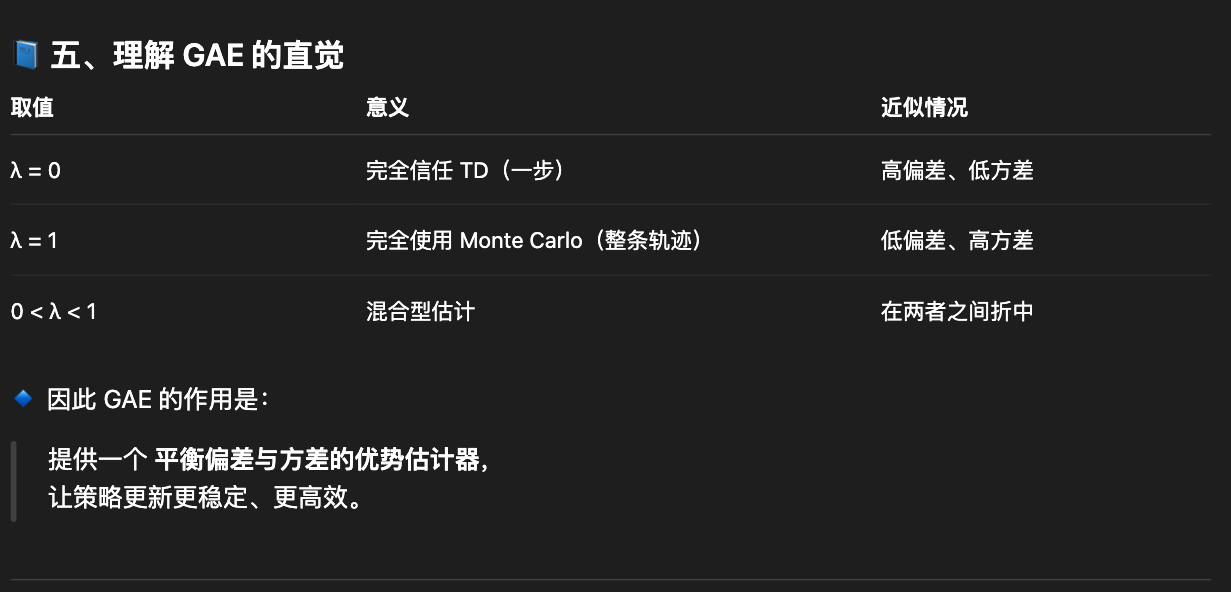 📘 五、理解 GAE 的直觉
取值 意义 近似情况
λ = 0 完全信任 TD（一步） 高偏差、低方差
λ = 1 完全使用 Monte Carlo（整条轨迹） 低偏差、高方差
0 < λ < 1 混合型估计 在两者之间折中
🔹 因此 GAE 的作用是：
提供一个 平衡偏差与方差的优势估计器，
让策略更新更稳定、更高效。